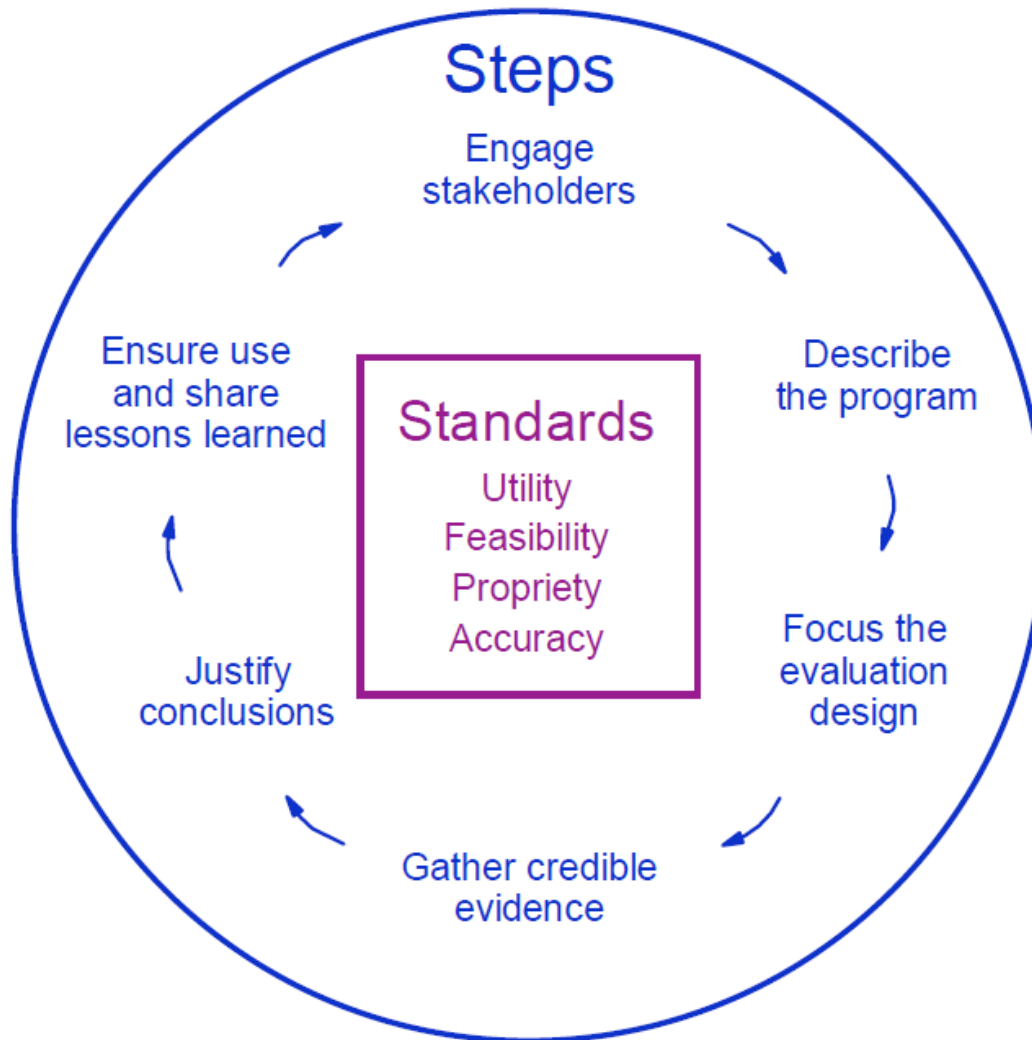 Steps
Engage
stakeholders
Describe
the program
Focus the
evaluation
design
Gather credible
evidence
Justify
conclusions
Ensure use
and share
lessons learned
Standards
Utility
Feasibility
Propriety
Accuracy